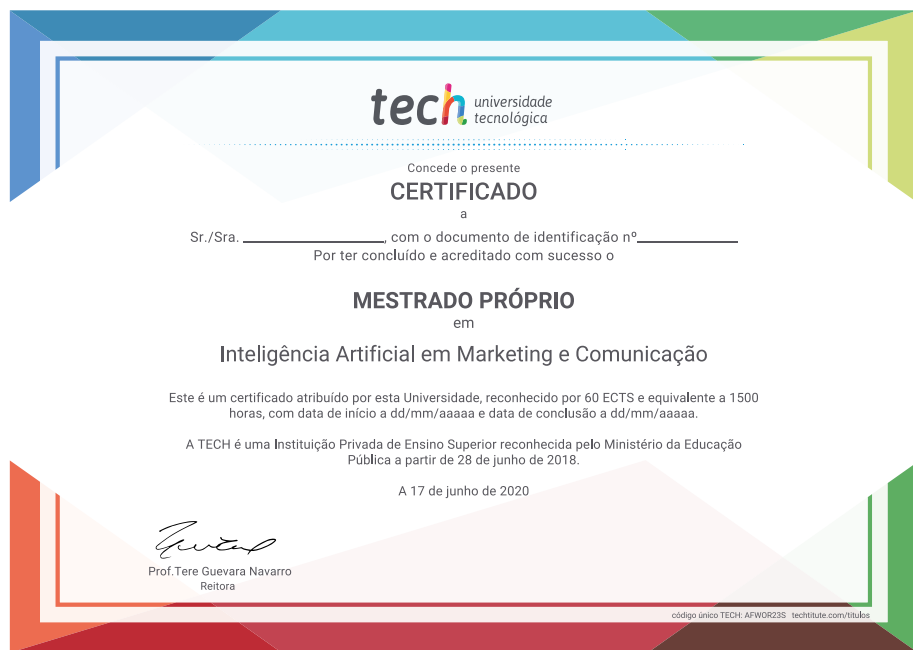 tech universidade
tecnológica
Concede o presente
CERTIFICADO
a
Sr./Sra. ____________, com o documento de identificação nº____________
Por ter concluído e acreditado com sucesso o
MESTRADO PRÓPRIO
em
Inteligência Artificial em Marketing e Comunicação
Este é um certificado atribuído por esta Universidade, reconhecido por 60 ECTS e equivalente a 1500
horas, com data de início a dd/mm/aaaaa e data de conclusão a dd/mm/aaaaa.
A TECH é uma Instituição Privada de Ensino Superior reconhecida pelo Ministério da Educação
Pública a partir de 28 de junho de 2018.
A 17 de junho de 2020
Prof.Tere Guevara Navarro
Reitora
código único TECH: AFWOR23S techtitute.com/titulos